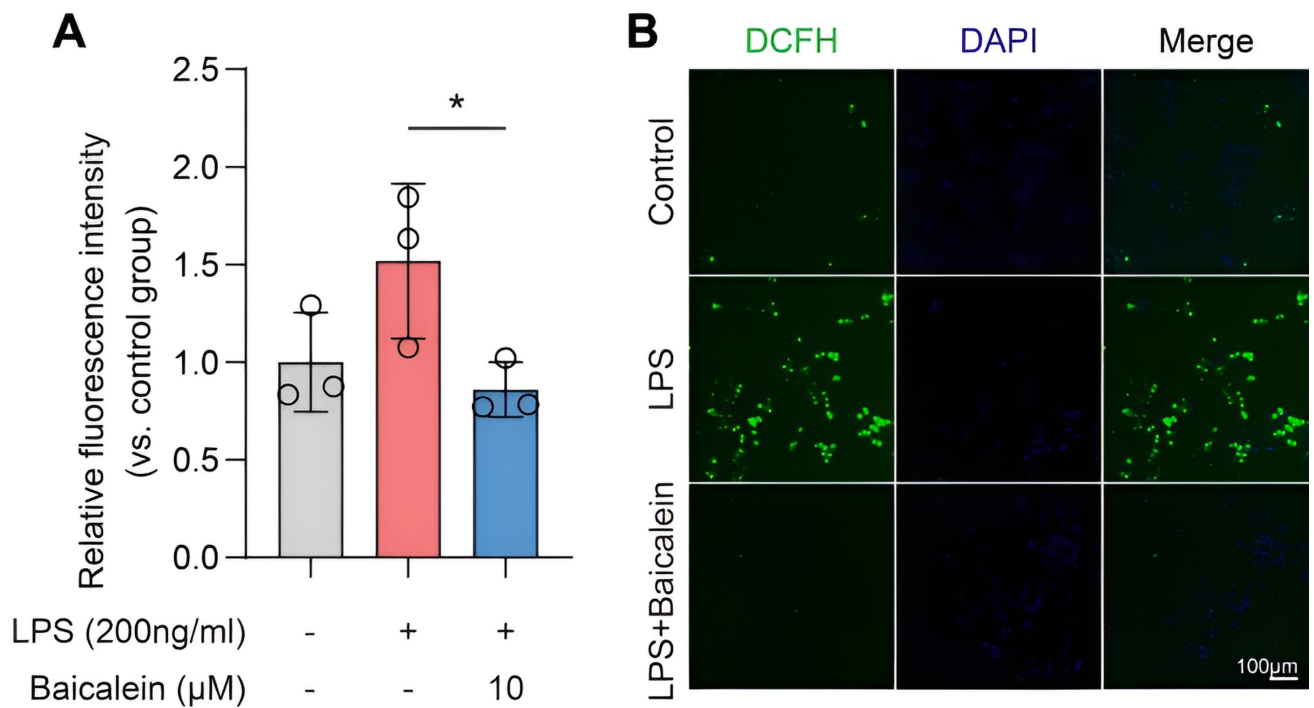 A
Relative fluorescence intensity
(vs. control group)
2.5
2.0
1.5
1.0
0.5
0.0
*
LPS (200ng/ml) - + +
Baicalein (μM) - - 10
B
DCFH DAPI Merge
Control
LPS
LPS+Baicalein
100μm